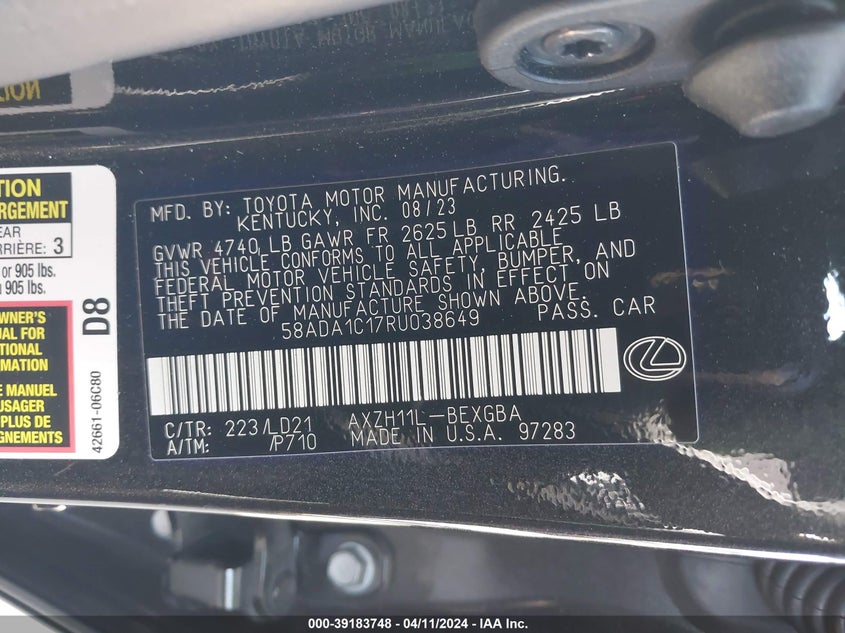 TION
RGEMENT
EAR
RRIÈRE: 3
or 905 lbs.
905 lbs.
WNER'S
UAL FOR
TIONAL
RMATION
E MANUEL
USAGER
US DE
GNEMENTS
D8
42661-06C80
MFD. BY: TOYOTA MOTOR MANUFACTURING.
KENTUCKY, INC. 08/23
GVWR 4740 LB GAWR FR 2625 LB RR 2425 LB
THIS VEHICLE CONFORMS TO ALL APPLICABLE
FEDERAL MOTOR VEHICLE SAFETY, BUMPER, AND
THEFT PREVENTION STANDARDS IN EFFECT ON
THE DATE OF MANUFACTURE SHOWN ABOVE.
58ADA1C17RU038649 PASS. CAR
C/TR: 223/LD21 AXZH11L-BEXGBA
A/TM: /P710 MADE IN U.S.A. 97283
000-39183748 - 04/11/2024 - IAA Inc.